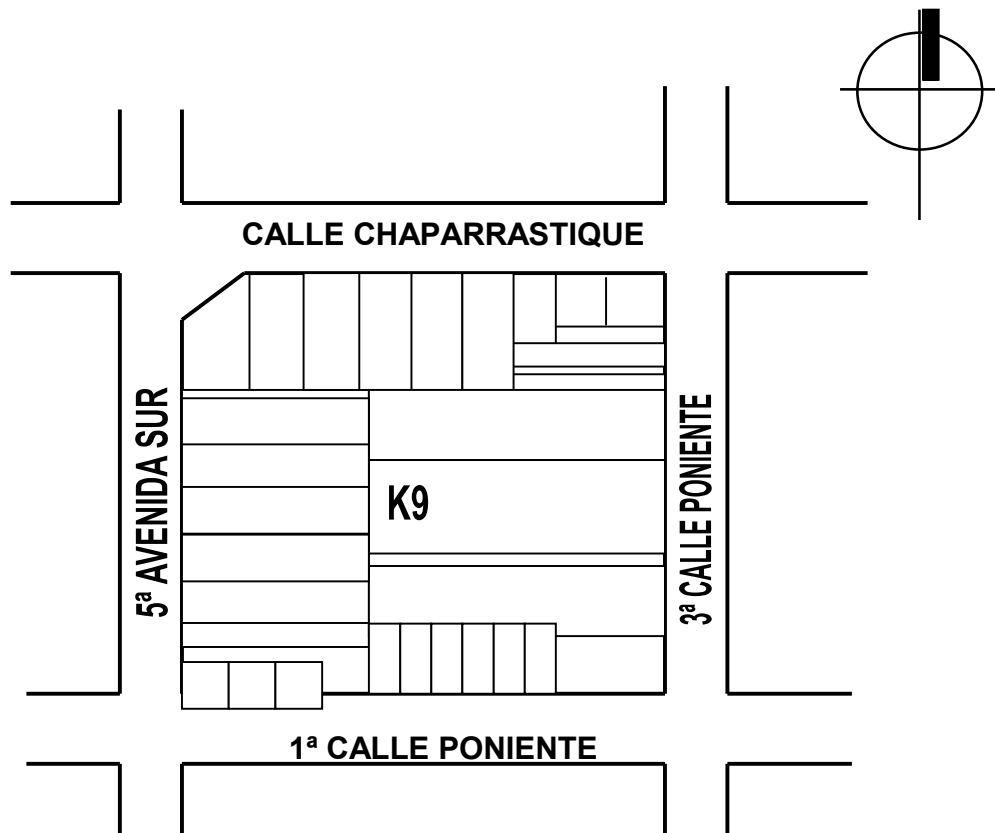 CALLE CHAPARRASTIQUE
5ª AVENIDA SUR
K9
3ª CALLE PONIENTE
1ª CALLE PONIENTE